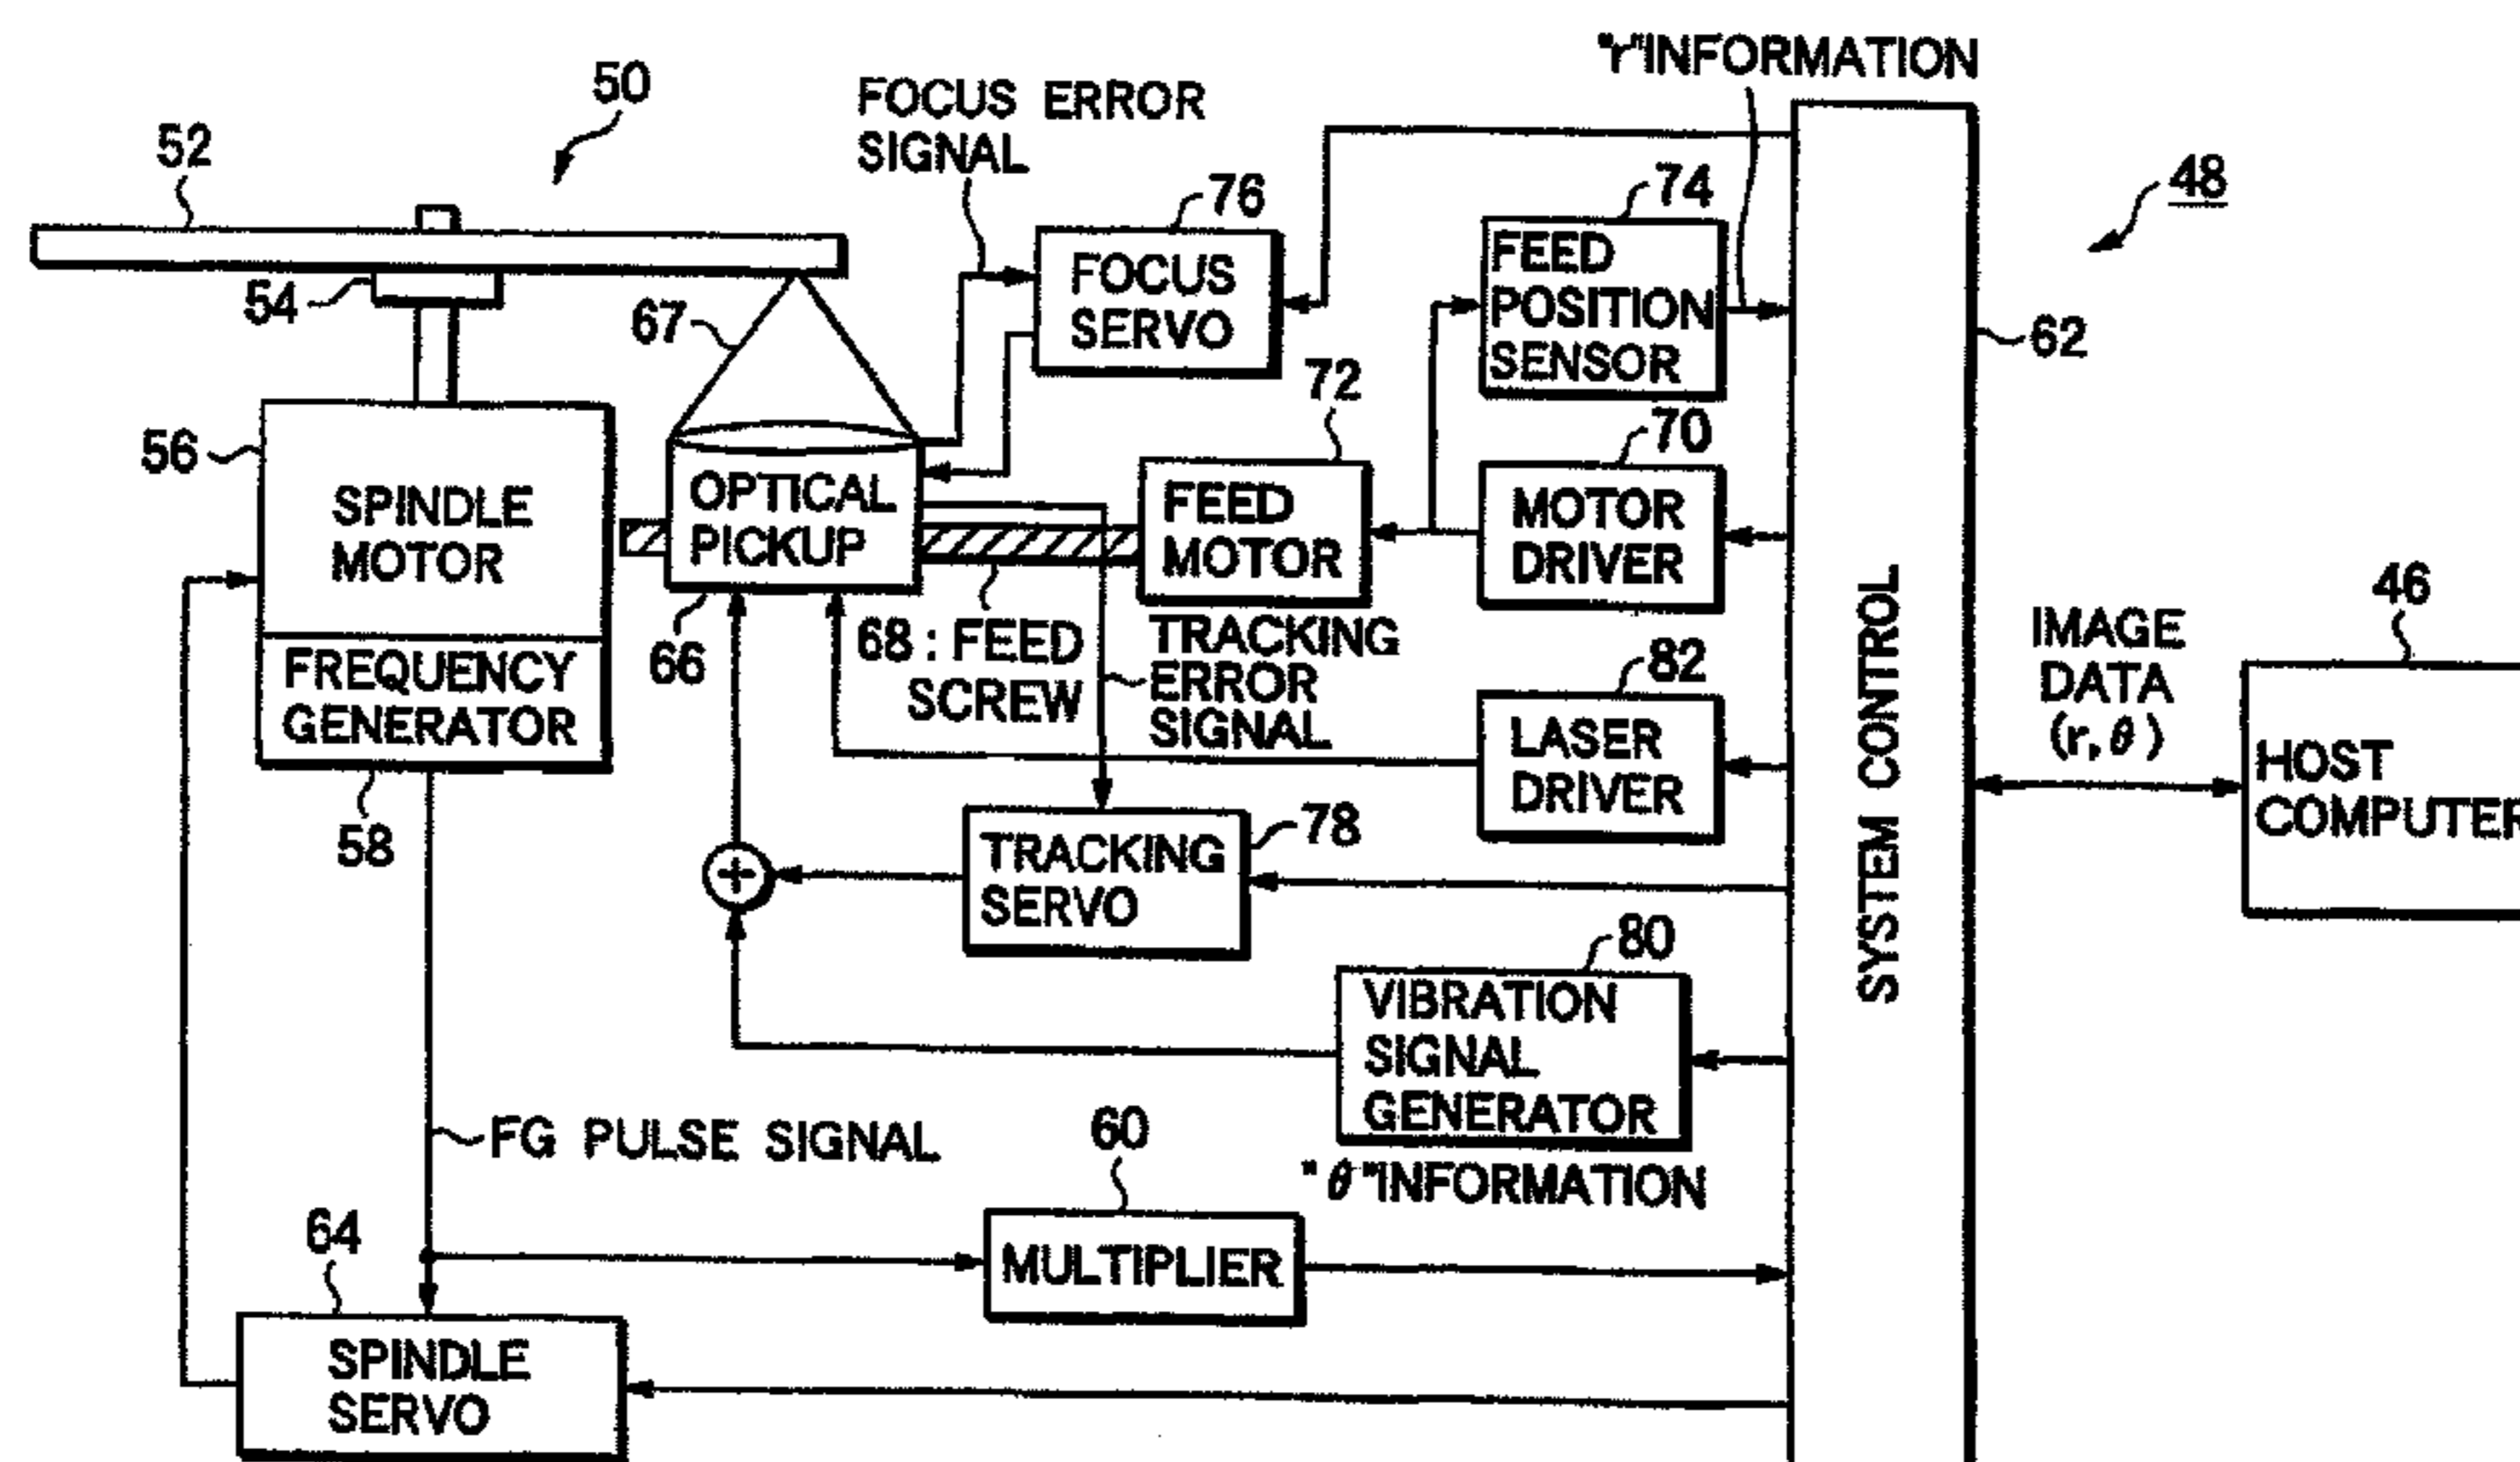 "r"INFORMATION
50
FOCUS ERROR
SIGNAL
52
76
74
48
FEED
POSITION
SENSOR
FOCUS
SERVO
54
67
62
72
70
56
OPTICAL
PICKUP
FEED
MOTOR
MOTOR
DRIVER
SPINDLE
MOTOR
SYSTEM CONTROL
46
66
68 : FEED
SCREW
TRACKING
ERROR
SIGNAL
82
IMAGE
DATA
(r, θ)
FREQUENCY
GENERATOR
LASER
DRIVER
HOST
COMPUTER
58
78
+
TRACKING
SERVO
80
VIBRATION
SIGNAL
GENERATOR
FG PULSE SIGNAL
60
"θ"INFORMATION
64
MULTIPLIER
SPINDLE
SERVO